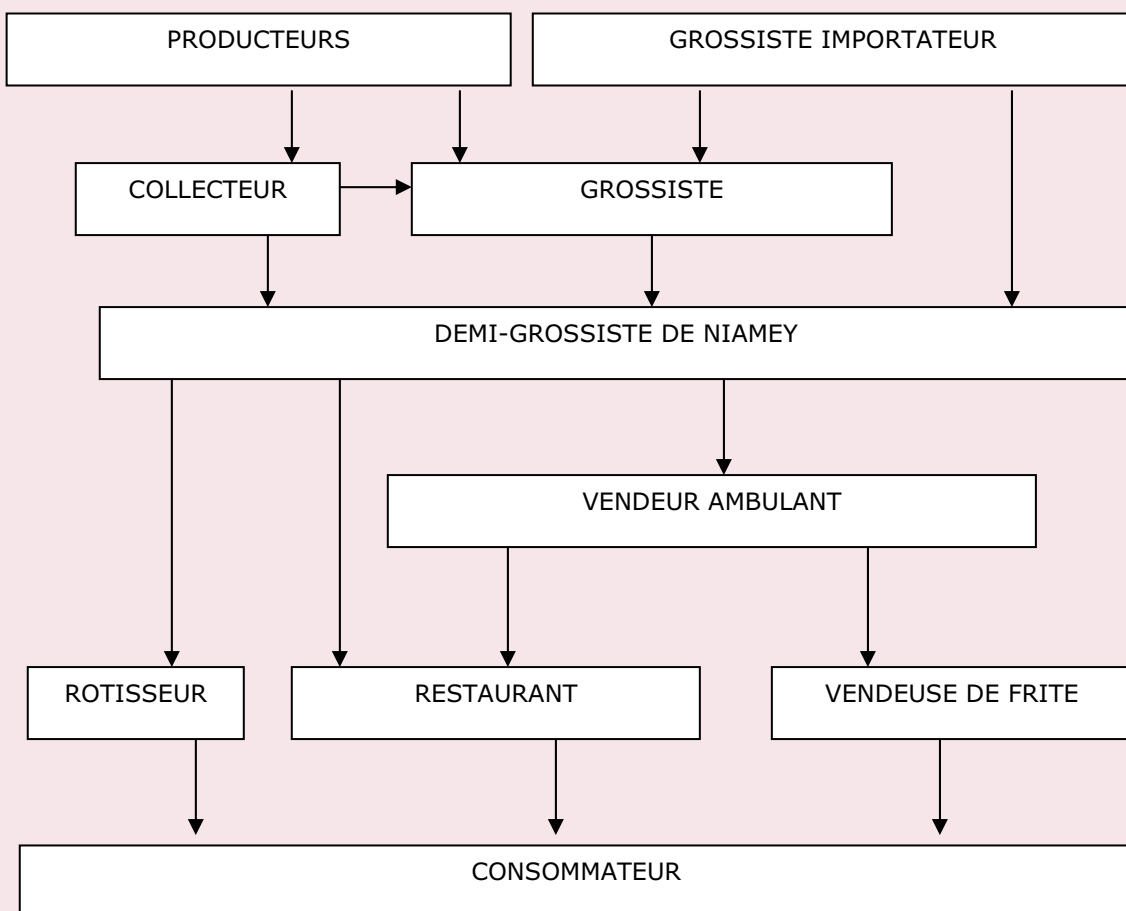 PRODUCTEURS
GROSSISTE IMPORTATEUR
COLLECTEUR
GROSSISTE
DEMI-GROSSISTE DE NIAMEY
VENDEUR AMBULANT
ROTISSEUR
RESTAURANT
VENDEUSE DE FRITE
CONSOMMATEUR